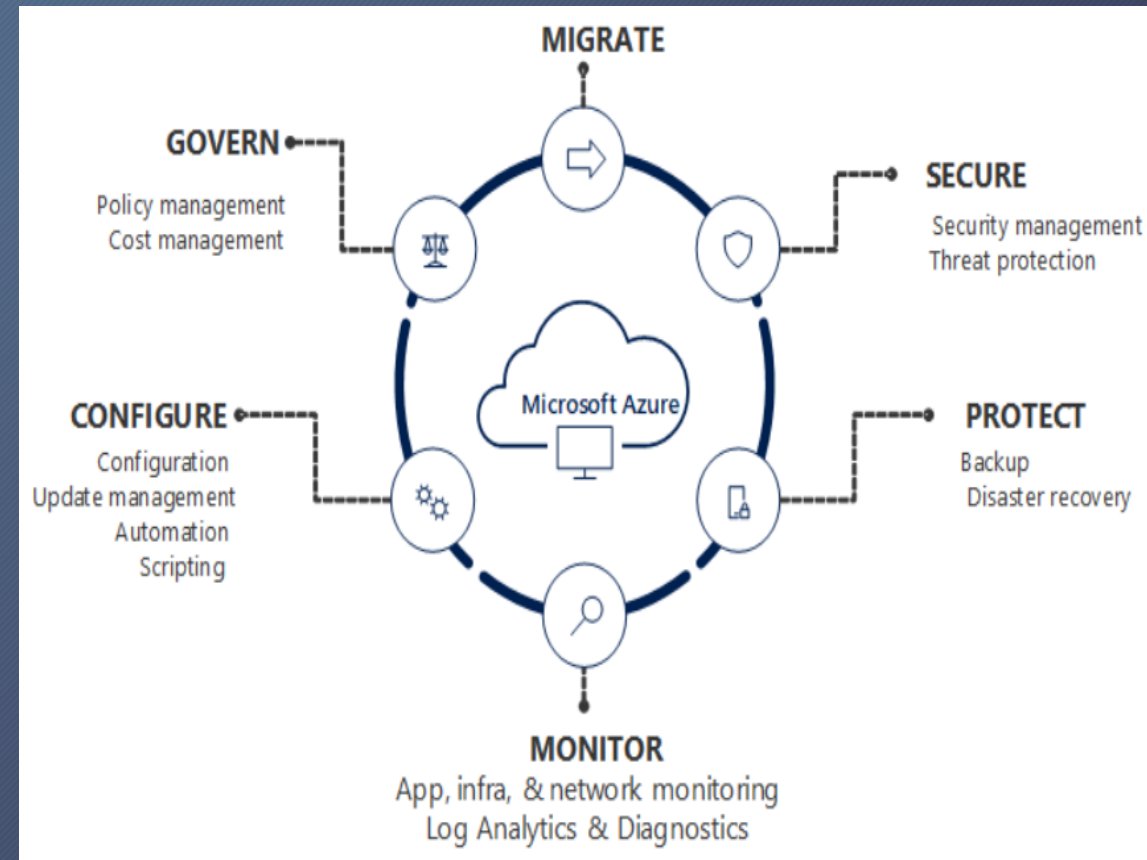 MIGRATE
GOVERN
Policy management
Cost management
SECURE
Security management
Threat protection
Microsoft Azure
CONFIGURE
Configuration
Update management
Automation
Scripting
PROTECT
Backup
Disaster recovery
MONITOR
App, infra, & network monitoring
Log Analytics & Diagnostics